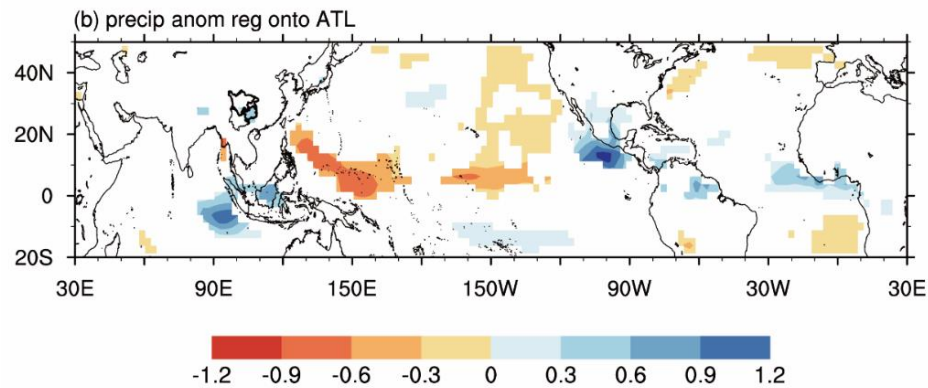 (b) precip anom reg onto ATL
40N
20N
0
20S
30E 90E 150E 150W 90W 30W 30E
-1.2 -0.9 -0.6 -0.3 0 0.3 0.6 0.9 1.2